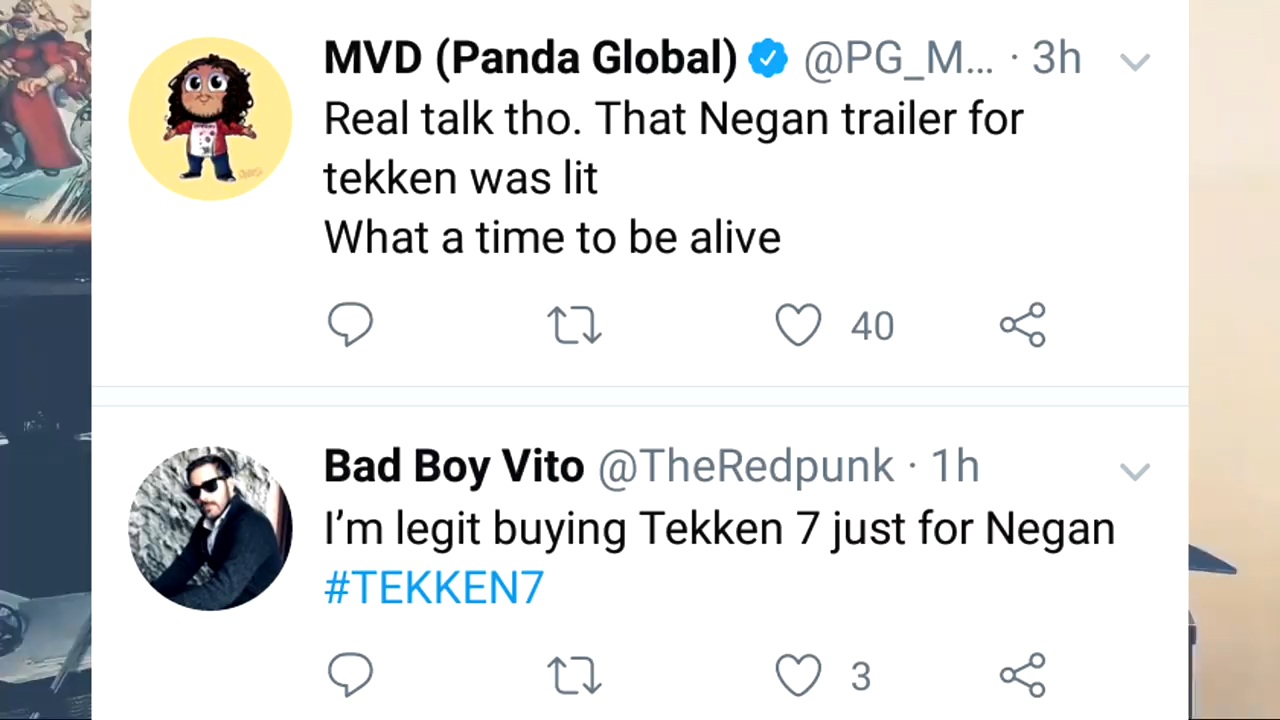 MVD (Panda Global) @PG_M... · 3h
Real talk tho. That Negan trailer for
tekken was lit
What a time to be alive
40
Bad Boy Vito @TheRedpunk · 1h
I'm legit buying Tekken 7 just for Negan
#TEKKEN7
3